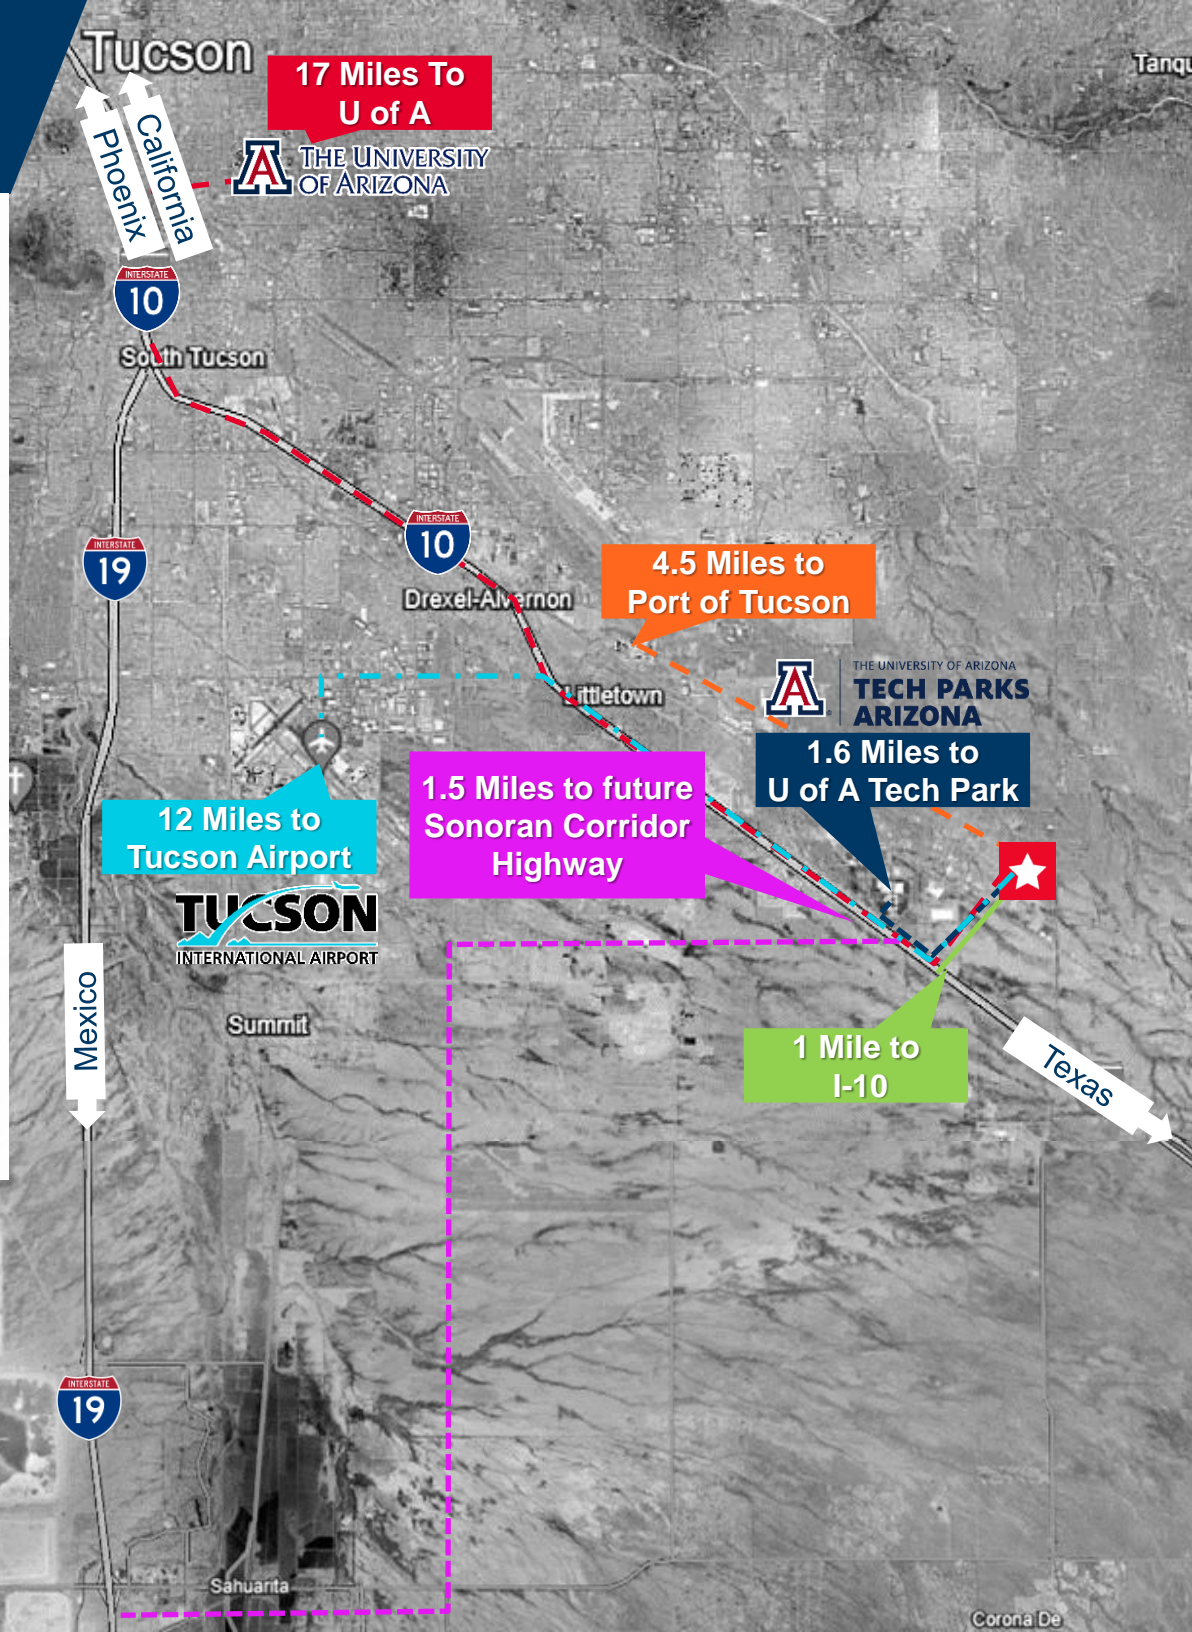 Tucson
Tanqu
17 Miles To
U of A
THE UNIVERSITY
OF ARIZONA
Phoenix
California
INTERSTATE
10
South Tucson
INTERSTATE
10
INTERSTATE
19
4.5 Miles to
Port of Tucson
Drexel-Alvernon
THE UNIVERSITY OF ARIZONA
TECH PARKS
ARIZONA
Littletown
1.6 Miles to
U of A Tech Park
1.5 Miles to future
Sonoran Corridor
Highway
12 Miles to
Tucson Airport
TUCSON
INTERNATIONAL AIRPORT
Mexico
Summit
1 Mile to
I-10
Texas
INTERSTATE
19
Sahuarita
Corona De